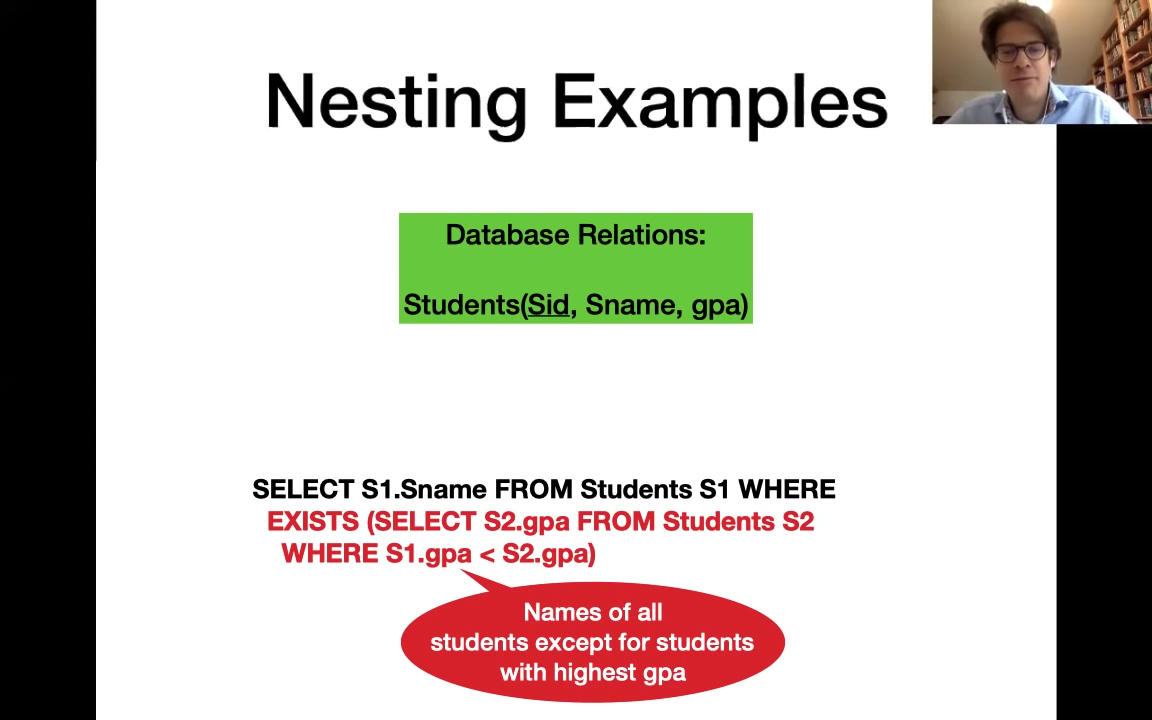 Nesting Examples
Database Relations:
Students(Sid, Sname, gpa)
SELECT S1.Sname FROM Students S1 WHERE
EXISTS (SELECT S2.gpa FROM Students S2
WHERE S1.gpa < S2.gpa)
Names of all
students except for students
with highest gpa